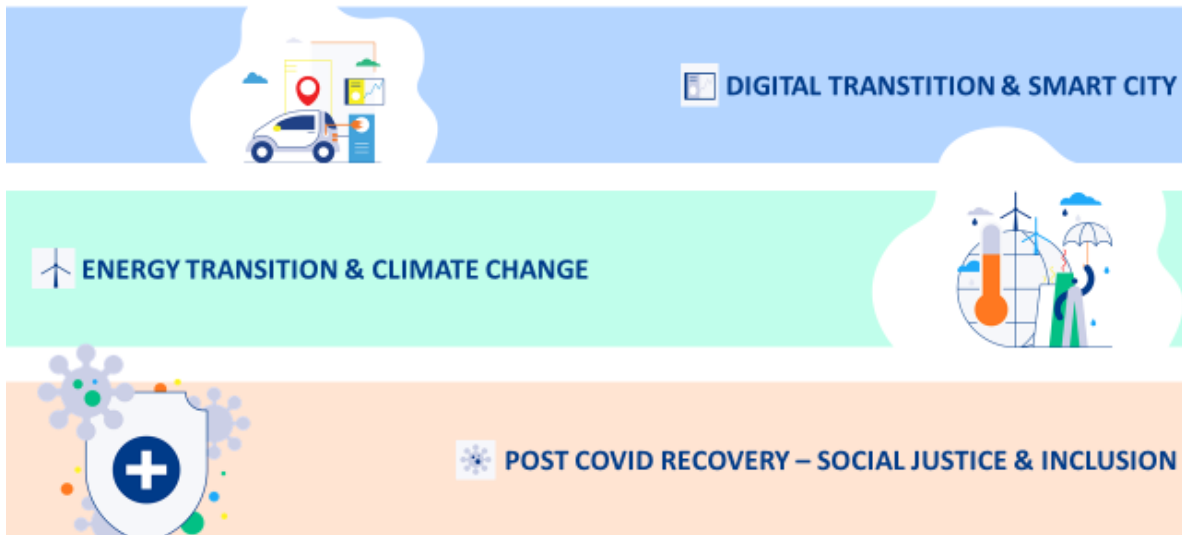 DIGITAL TRANSTITION & SMART CITY
ENERGY TRANSITION & CLIMATE CHANGE
POST COVID RECOVERY – SOCIAL JUSTICE & INCLUSION